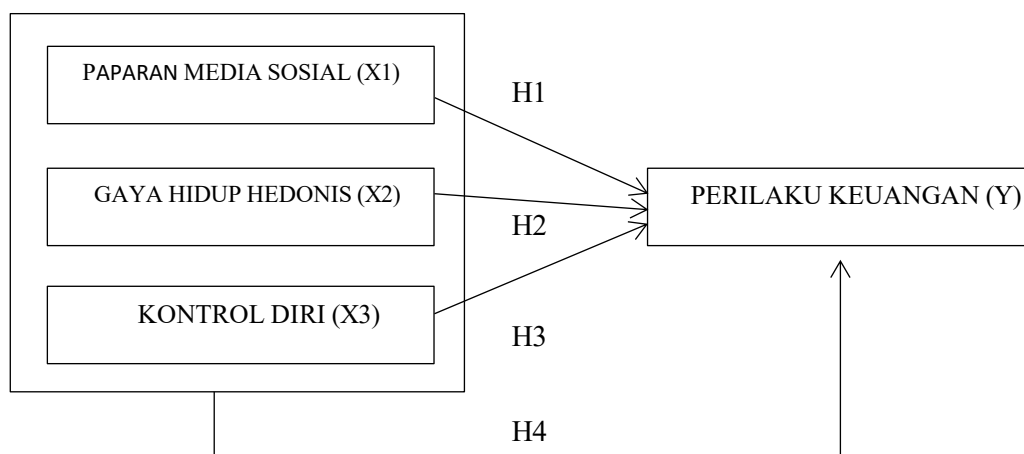 PAPARAN MEDIA SOSIAL (X1)
H1
GAYA HIDUP HEDONIS (X2)
PERILAKU KEUANGAN (Y)
H2
KONTROL DIRI (X3)
H3
H4